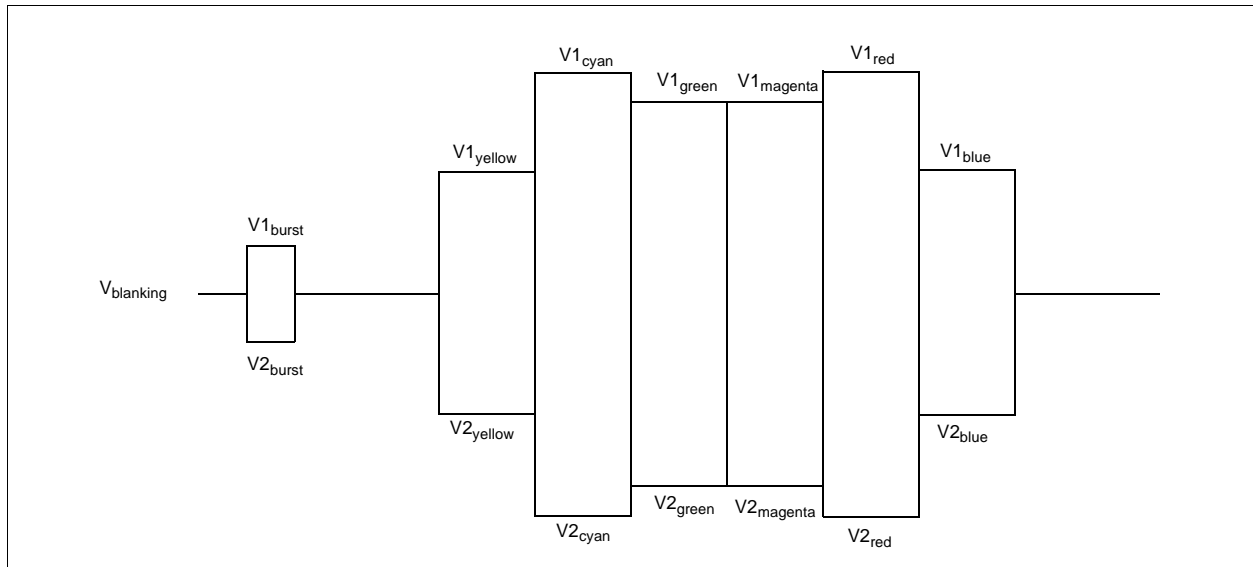 V1cyan
V1red
V1green
V1magenta
V1yellow
V1blue
V1burst
Vblanking
V2burst
V2yellow
V2blue
V2green
V2magenta
V2cyan
V2red